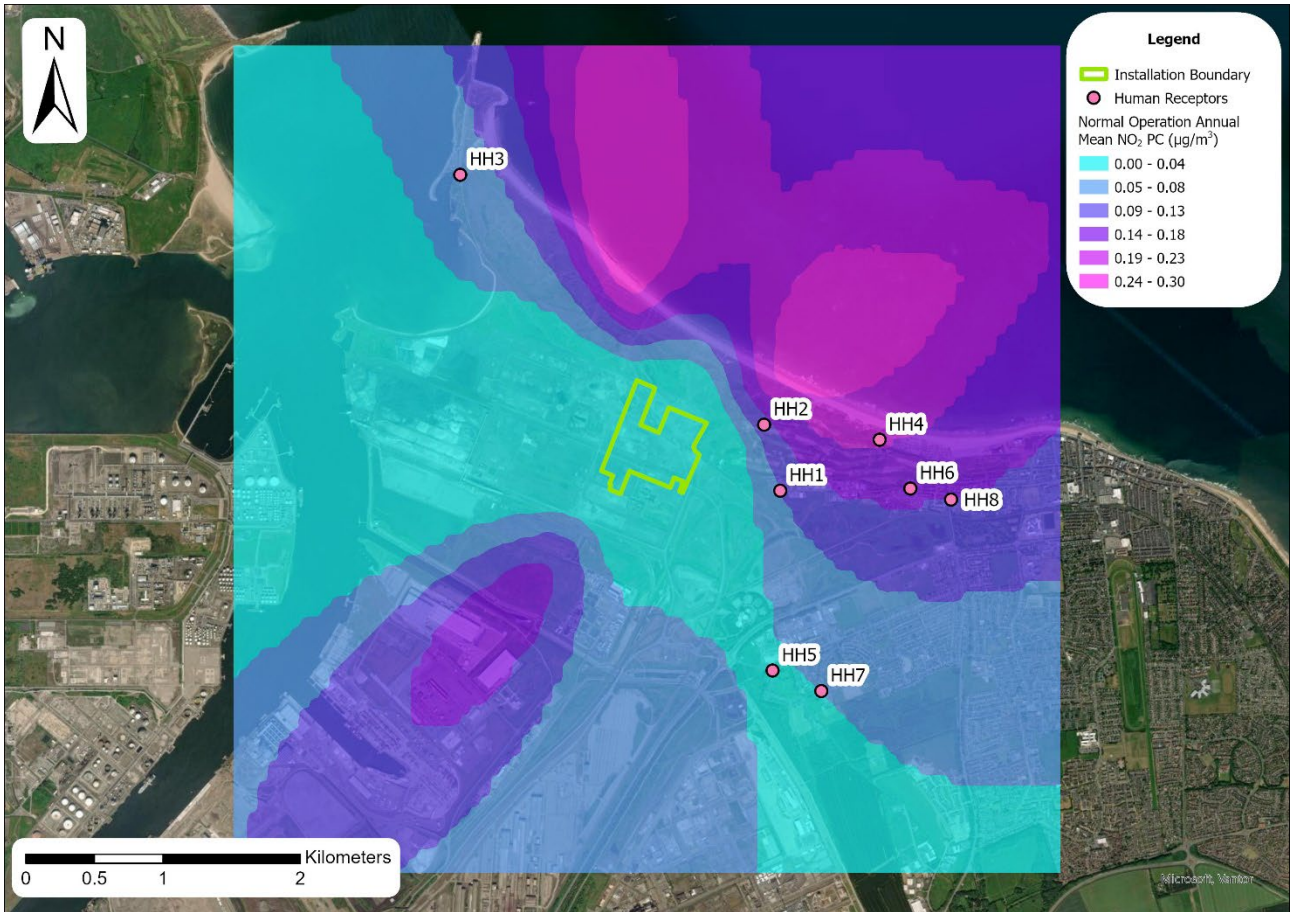 N
Legend
Installation Boundary
Human Receptors
Normal Operation Annual
Mean NO₂ PC (µg/m³)
0.00 - 0.04
0.05 - 0.08
0.09 - 0.13
0.14 - 0.18
0.19 - 0.23
0.24 - 0.30
HH3
HH2
HH4
HH1
HH6
HH8
HH5
HH7
Kilometers
0 0.5 1 2
Microsoft, Vantor